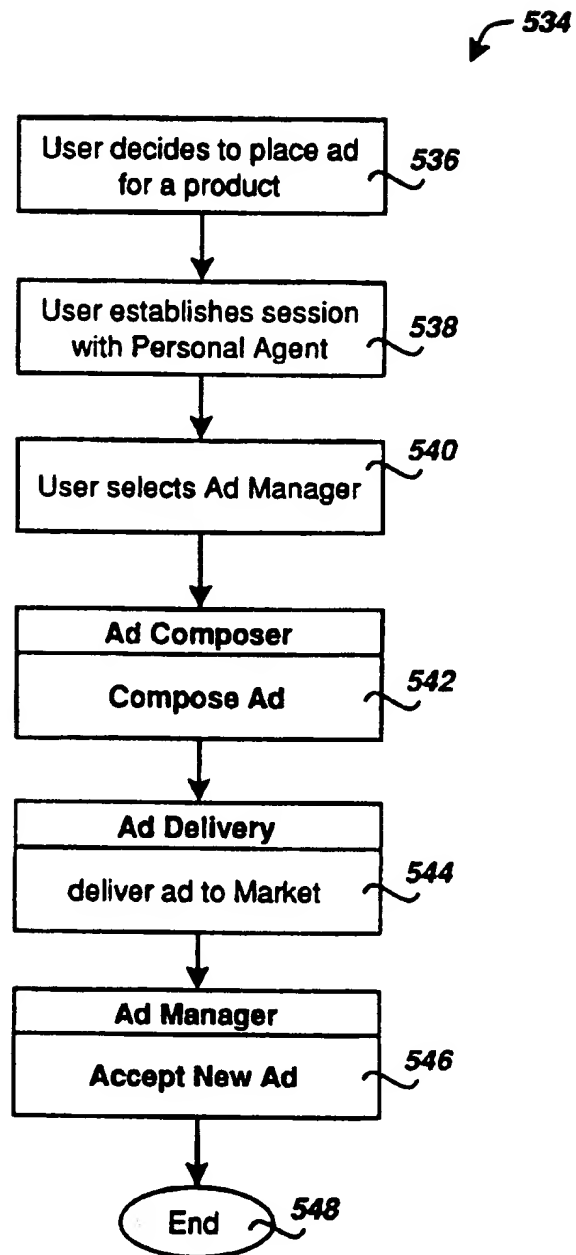 534
User decides to place ad
for a product
536
User establishes session
with Personal Agent
538
540
User selects Ad Manager
Ad Composer
Compose Ad
542
Ad Delivery
deliver ad to Market
544
Ad Manager
Accept New Ad
546
End
548